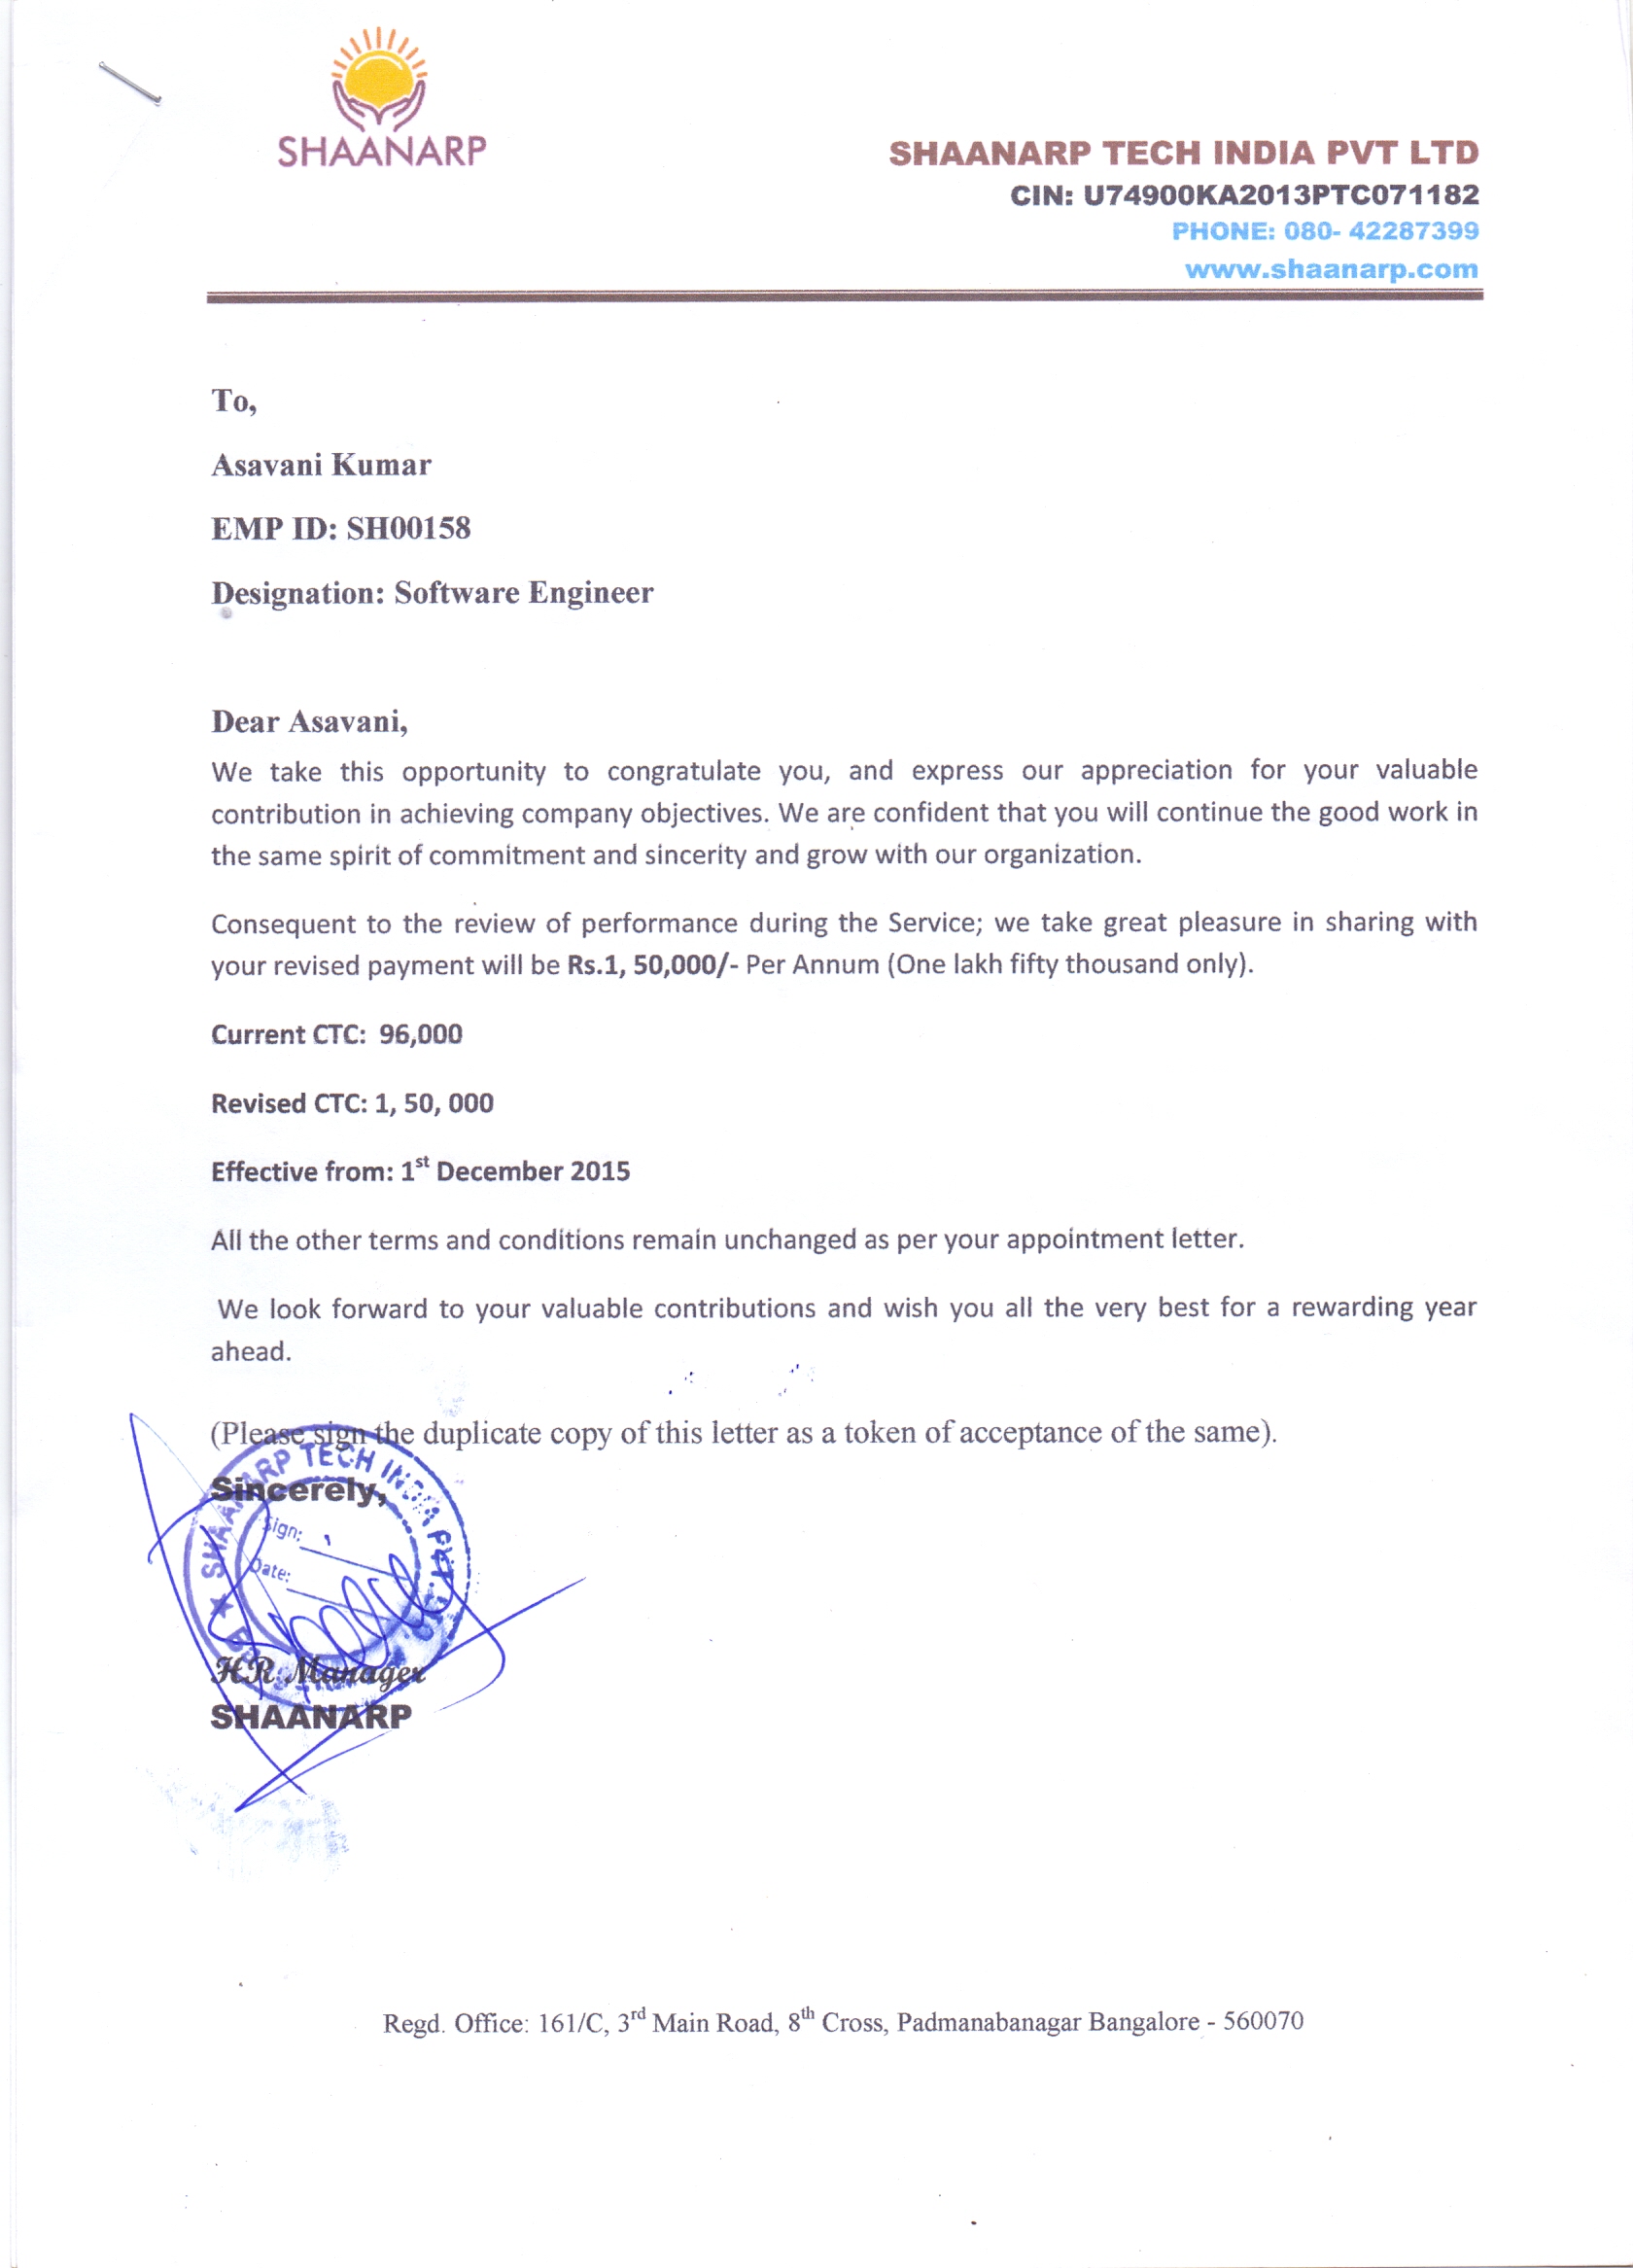 SHAANARP
SHAANARP TECH INDIA PVT LTD
CIN: U74900KA2013PTC071182
PHONE: 080- 42287399
www.shaanarp.com
To,
Asavani Kumar
EMP ID: SH00158
Designation: Software Engineer
Dear Asavani,
We take this opportunity to congratulate you, and express our appreciation for your valuable
contribution in achieving company objectives. We are confident that you will continue the good work in
the same spirit of commitment and sincerity and grow with our organization.
Consequent to the review of performance during the Service; we take great pleasure in sharing with
your revised payment will be Rs.1, 50,000/- Per Annum (One lakh fifty thousand only).
Current CTC: 96,000
Revised CTC: 1, 50, 000
Effective from: 1st December 2015
All the other terms and conditions remain unchanged as per your appointment letter.
We look forward to your valuable contributions and wish you all the very best for a rewarding year
ahead.
(Please sign the duplicate copy of this letter as a token of acceptance of the same).
Sincerely,
SHAANARP TECH INDIA PVT.
Sign:
Date:
HR Manager
SHAANARP
Regd. Office: 161/C, 3rd Main Road, 8th Cross, Padmanabanagar Bangalore - 560070